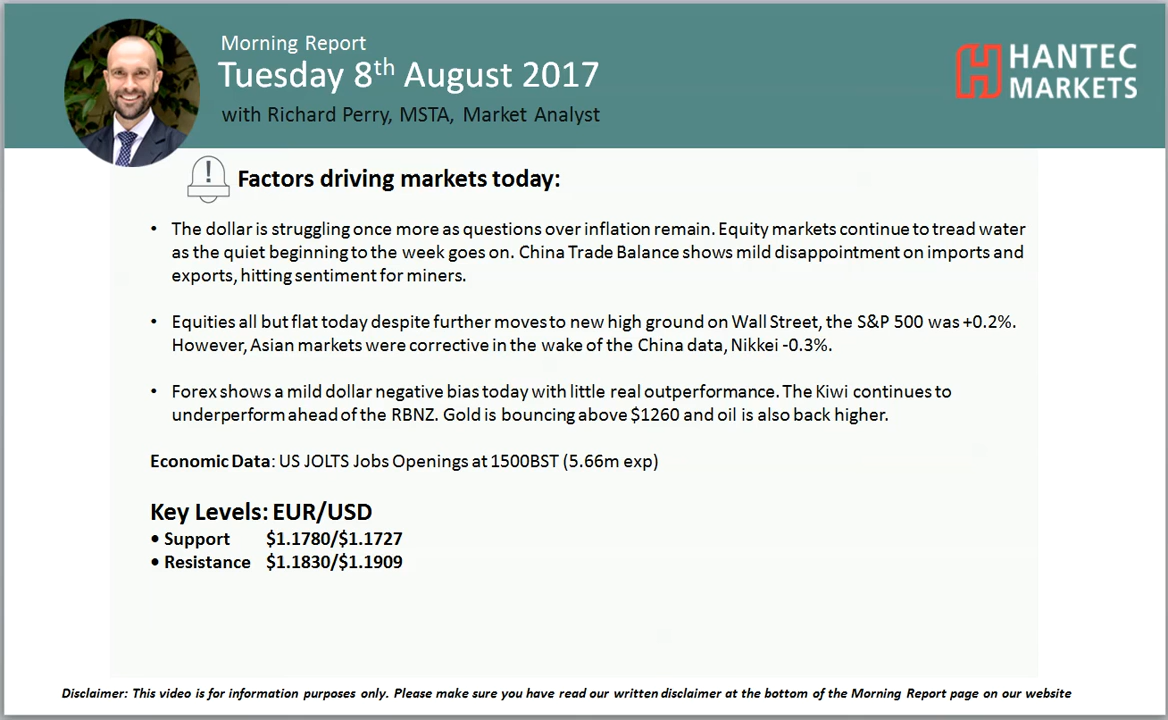 Morning Report
Tuesday 8th August 2017
with Richard Perry, MSTA, Market Analyst
HANTEC
MARKETS
Factors driving markets today:
• The dollar is struggling once more as questions over inflation remain. Equity markets continue to tread water
as the quiet beginning to the week goes on. China Trade Balance shows mild disappointment on imports and
exports, hitting sentiment for miners.
• Equities all but flat today despite further moves to new high ground on Wall Street, the S&P 500 was +0.2%.
However, Asian markets were corrective in the wake of the China data, Nikkei -0.3%.
• Forex shows a mild dollar negative bias today with little real outperformance. The Kiwi continues to
underperform ahead of the RBNZ. Gold is bouncing above $1260 and oil is also back higher.
Economic Data: US JOLTS Jobs Openings at 1500BST (5.66m exp)
Key Levels: EUR/USD
• Support $1.1780/$1.1727
• Resistance $1.1830/$1.1909
Disclaimer: This video is for information purposes only. Please make sure you have read our written disclaimer at the bottom of the Morning Report page on our website